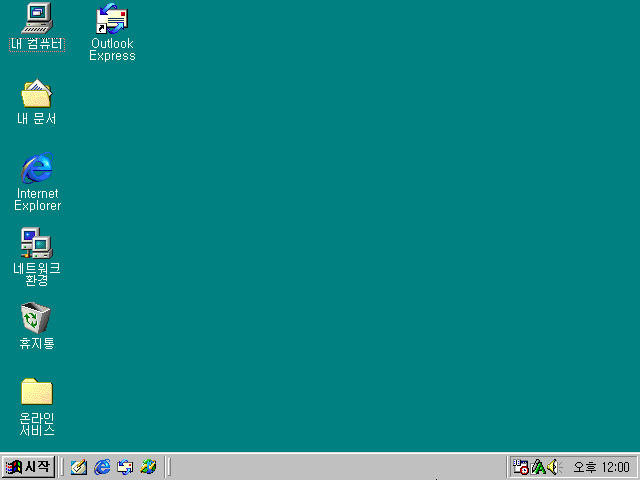 내 컴퓨터
Outlook
Express
내 문서
Internet
Explorer
네트워크
환경
휴지통
온라인
서비스
시작
오후 12:00